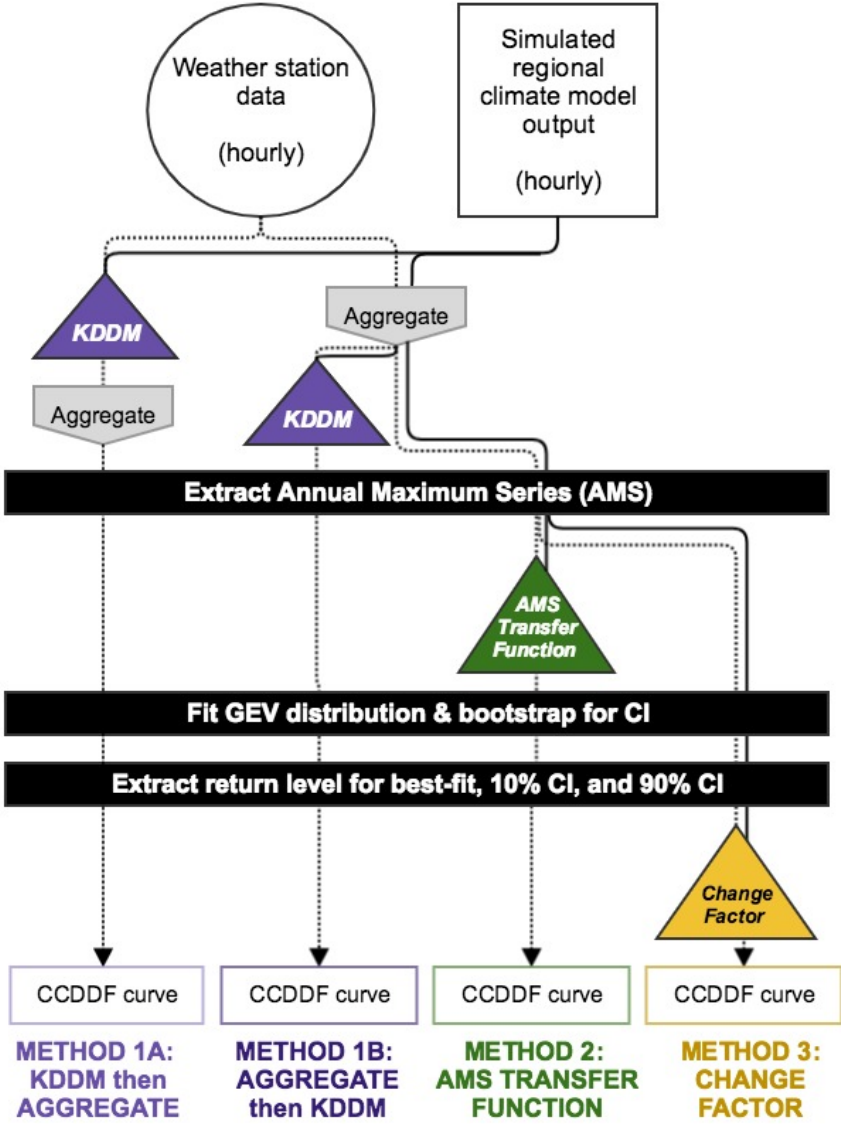 Weather station
data
(hourly)
Simulated
regional
climate model
output
(hourly)
KDDM
Aggregate
Aggregate
KDDM
Extract Annual Maximum Series (AMS)
AMS
Transfer
Function
Fit GEV distribution & bootstrap for CI
Extract return level for best-fit, 10% CI, and 90% CI
Change
Factor
CCDDF curve
CCDDF curve
CCDDF curve
CCDDF curve
METHOD 1A:
KDDM then
AGGREGATE
METHOD 1B:
AGGREGATE
then KDDM
METHOD 2:
AMS TRANSFER
FUNCTION
METHOD 3:
CHANGE
FACTOR